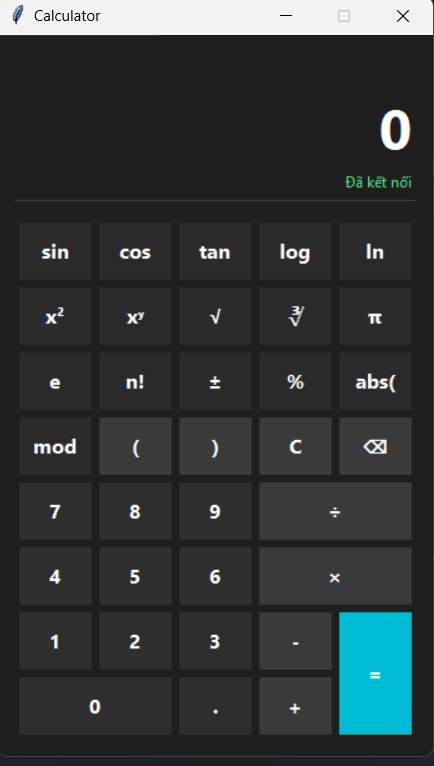 Calculator
0
Đã kết nối
sin cos tan log ln
x² xʸ √ ∛ π
e n! ± % abs(
mod ( ) C ⌫
7 8 9 ÷
4 5 6 ×
1 2 3 -
=
0 . +